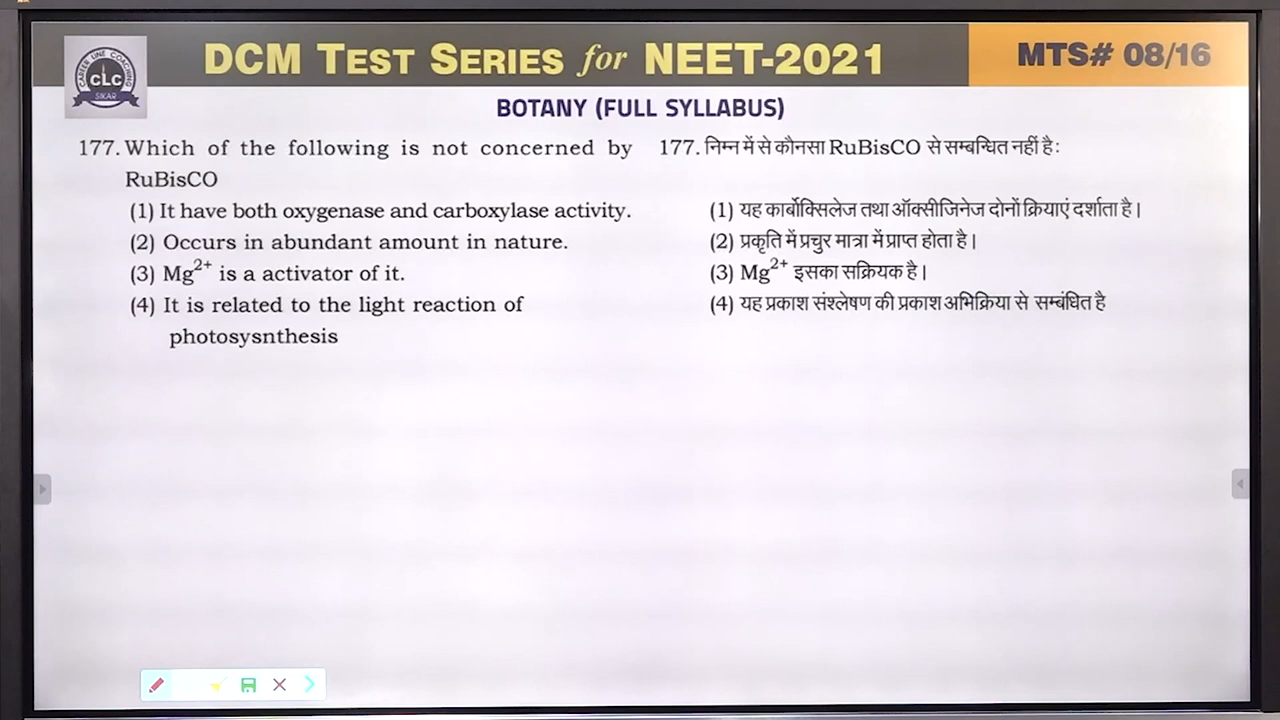 CAREER LINE COACHING
CLC
SIKAR
DCM TEST SERIES for NEET-2021
MTS# 08/16
BOTANY (FULL SYLLABUS)
177. Which of the following is not concerned by
RuBisCO
(1) It have both oxygenase and carboxylase activity.
(2) Occurs in abundant amount in nature.
(3) Mg²⁺ is a activator of it.
(4) It is related to the light reaction of
photosysnthesis
177. निम्न में से कौनसा RuBisCO से सम्बन्धित नहीं है:
(1) यह कार्बोक्सिलेज तथा ऑक्सीजिनेज दोनों क्रियाएं दर्शाता है।
(2) प्रकृति में प्रचुर मात्रा में प्राप्त होता है।
(3) Mg²⁺ इसका सक्रियक है।
(4) यह प्रकाश संश्लेषण की प्रकाश अभिक्रिया से सम्बंधित है